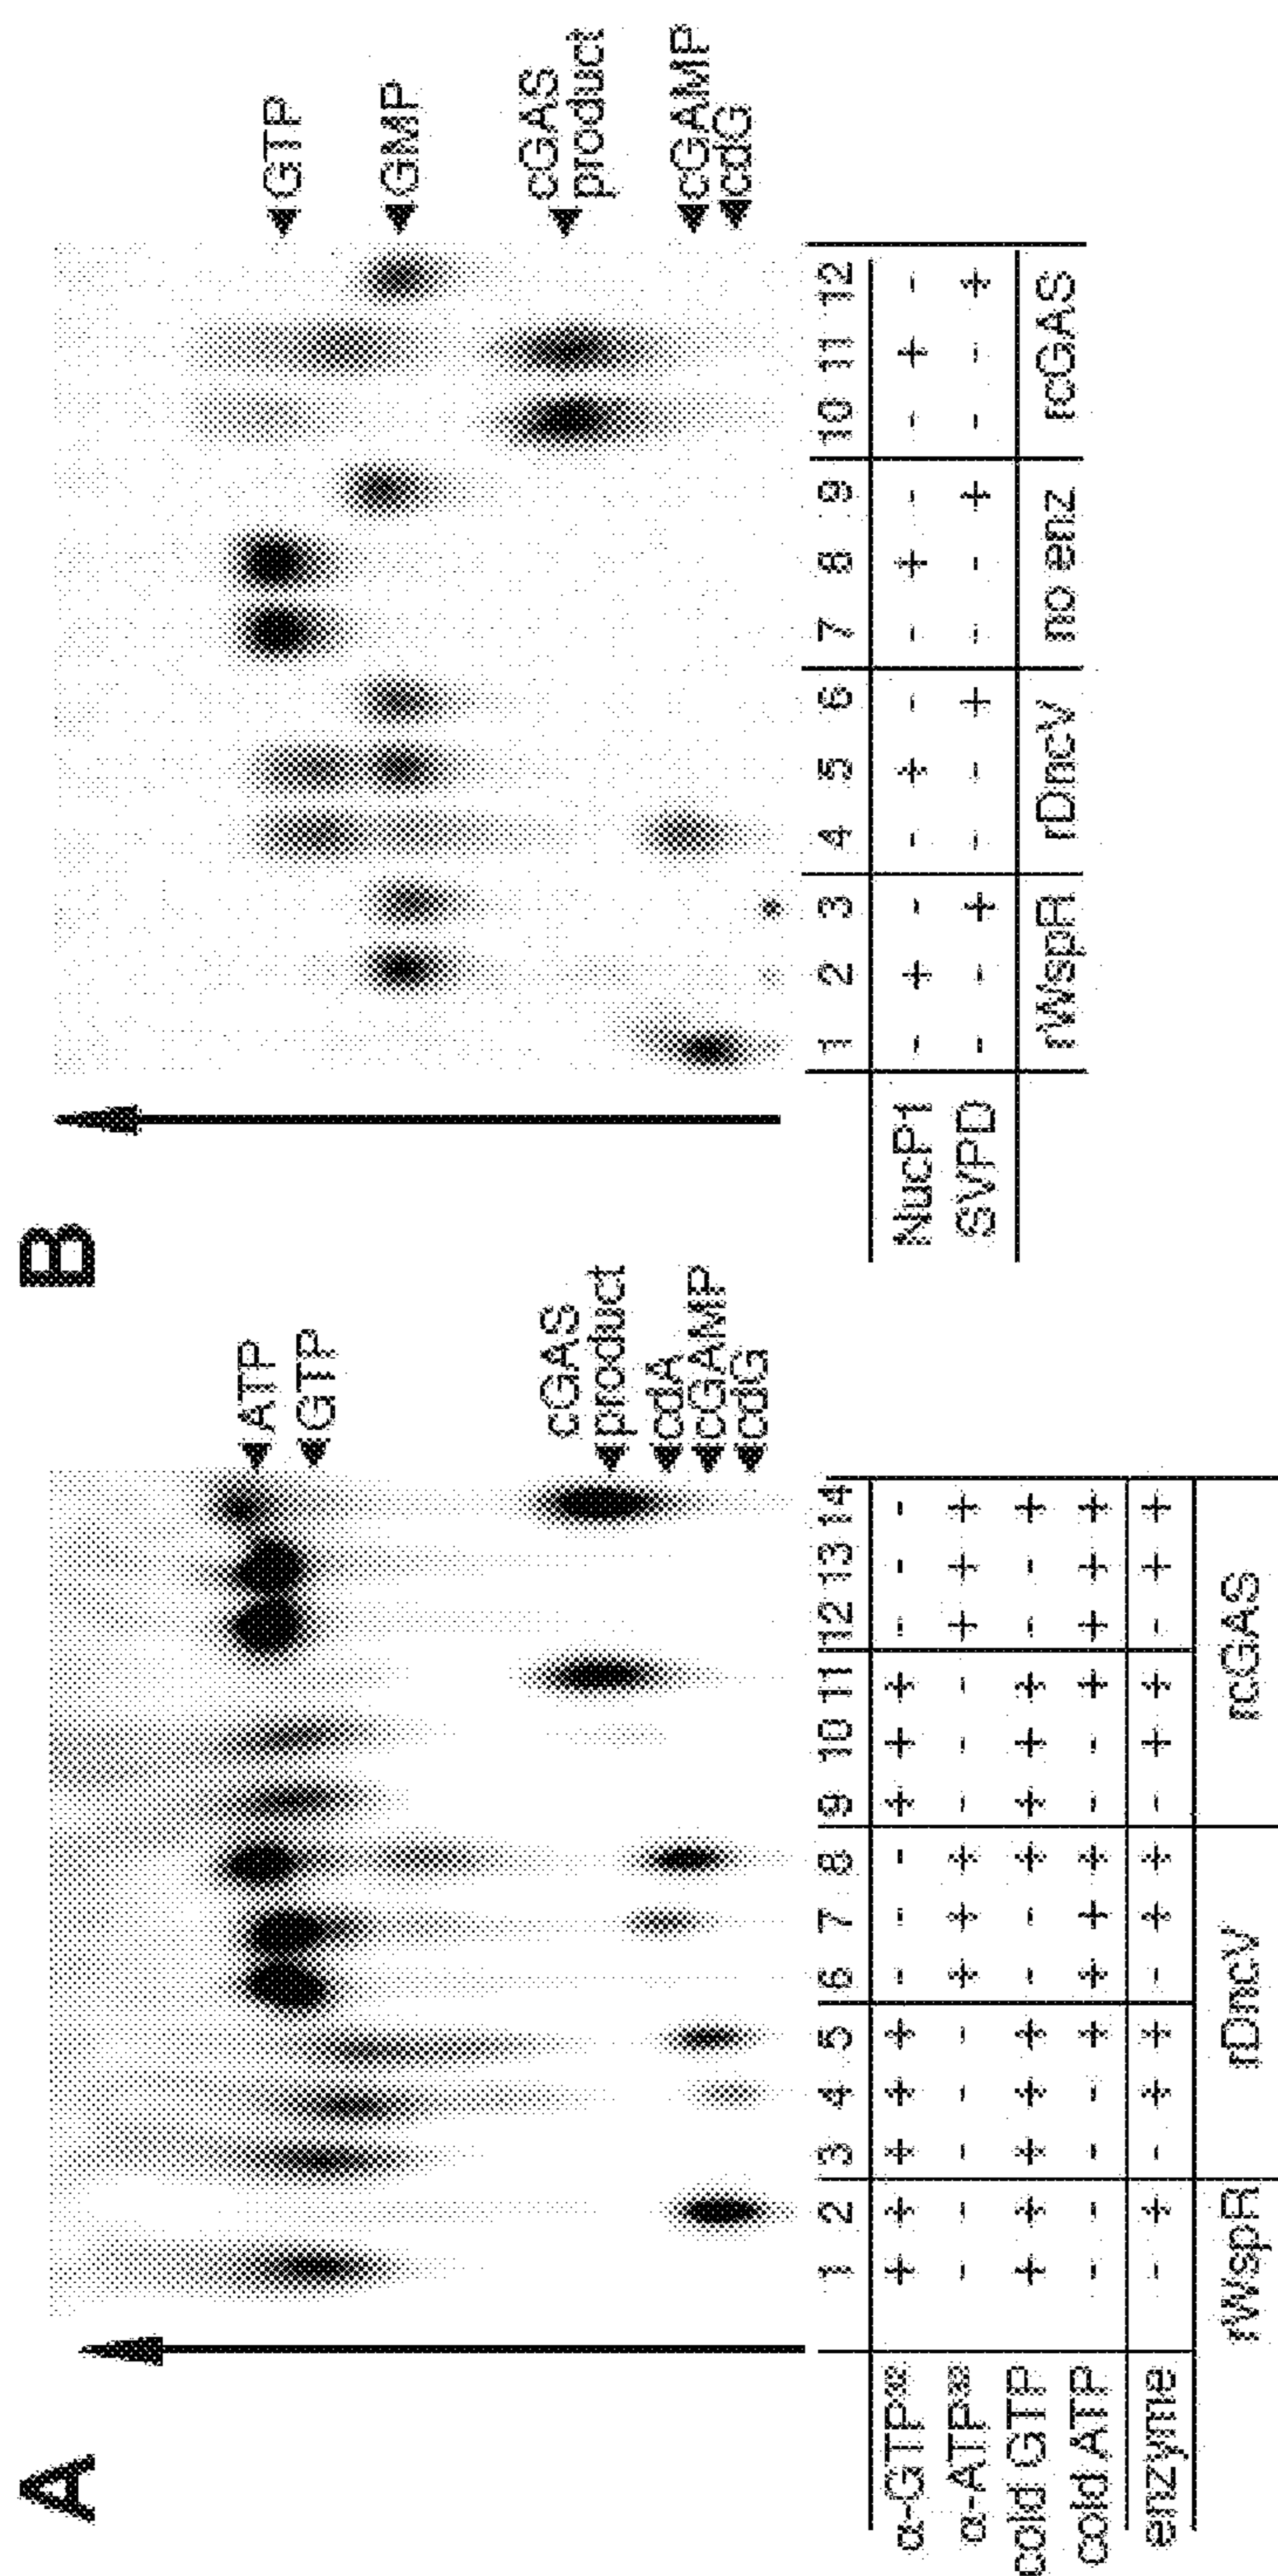 A
ATP
GTP
cGAS
product
cdA
cGAMP
cdG
1 2 3 4 5 6 7 8 9 10 11 12 13 14
α-GTP³² + + + + + - - - + + + - - -
α-ATP³² - - - - - + + + - - - + + +
cold GTP + + + + + - - + + + + - - +
cold ATP - - - - + + + + - - + + + +
enzyme - + - + + - + + - + + - + +
rWspR rDncV rcGAS
B
GTP
GMP
cGAS
product
cGAMP
cdG
1 2 3 4 5 6 7 8 9 10 11 12
NucP1 - + - - + - - + - - + -
SVPD - - + - - + - - + - - +
rWspR rDncV no enz rcGAS